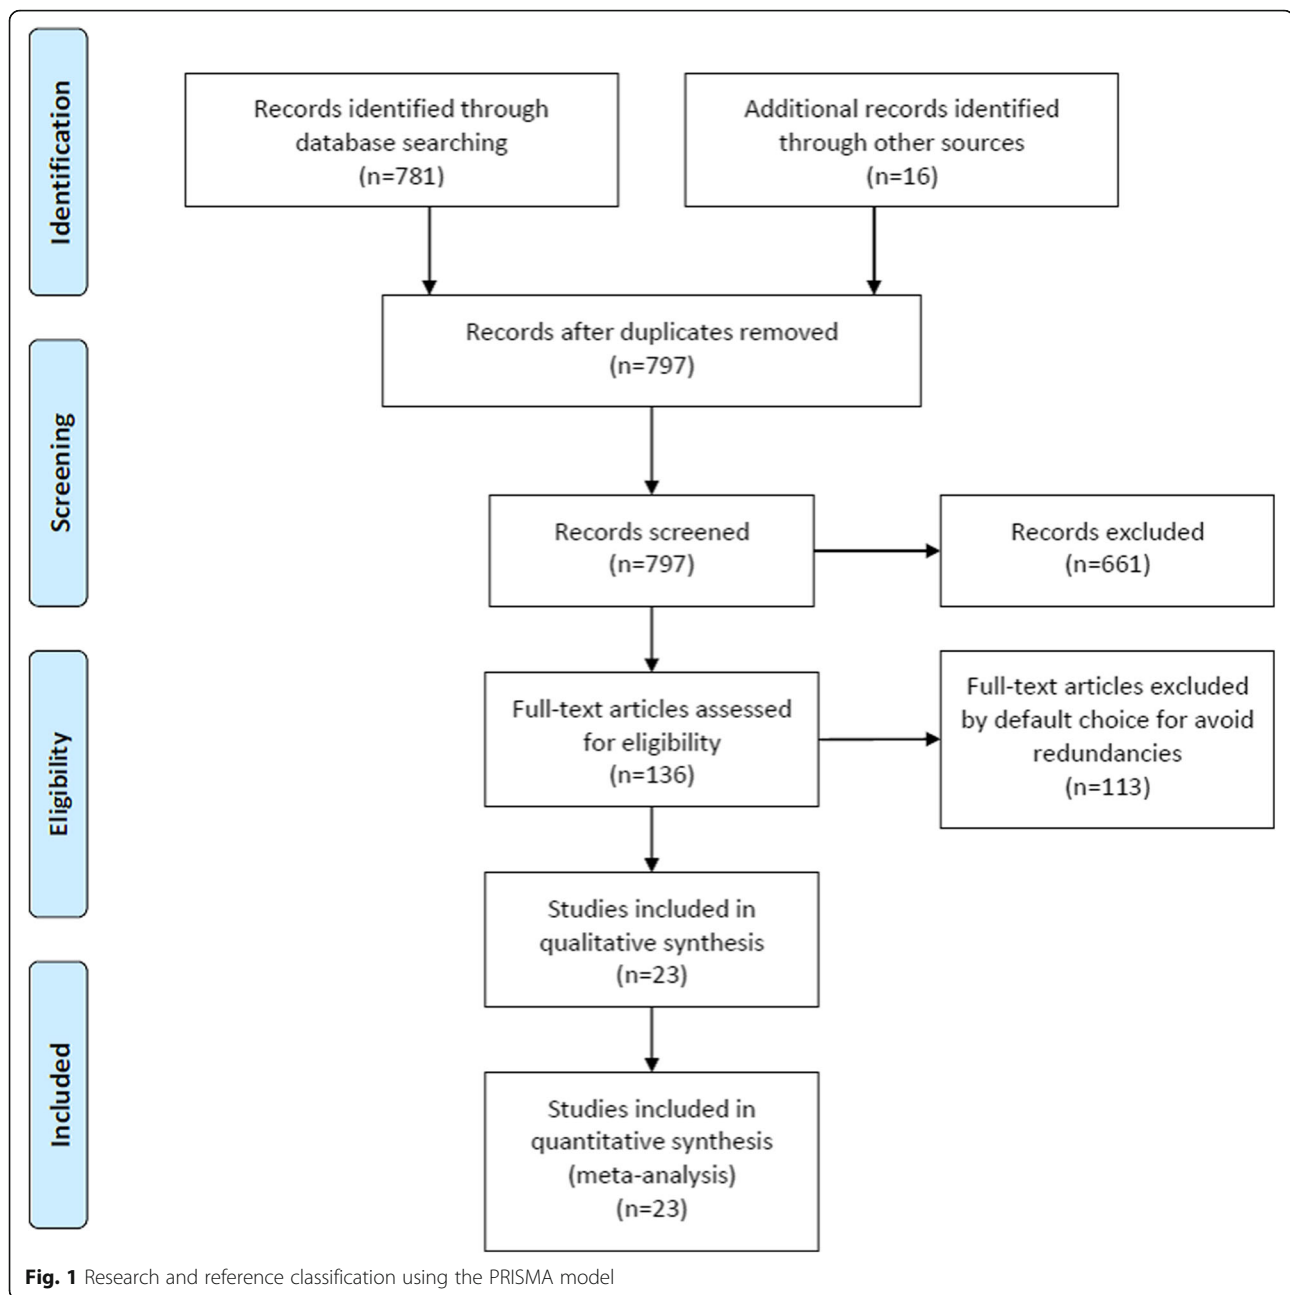 Identification
Records identified through
database searching
(n=781)
Additional records identified
through other sources
(n=16)
Records after duplicates removed
(n=797)
Screening
Records screened
(n=797)
Records excluded
(n=661)
Eligibility
Full-text articles assessed
for eligibility
(n=136)
Full-text articles excluded
by default choice for avoid
redundancies
(n=113)
Studies included in
qualitative synthesis
(n=23)
Included
Studies included in
quantitative synthesis
(meta-analysis)
(n=23)
Fig. 1 Research and reference classification using the PRISMA model